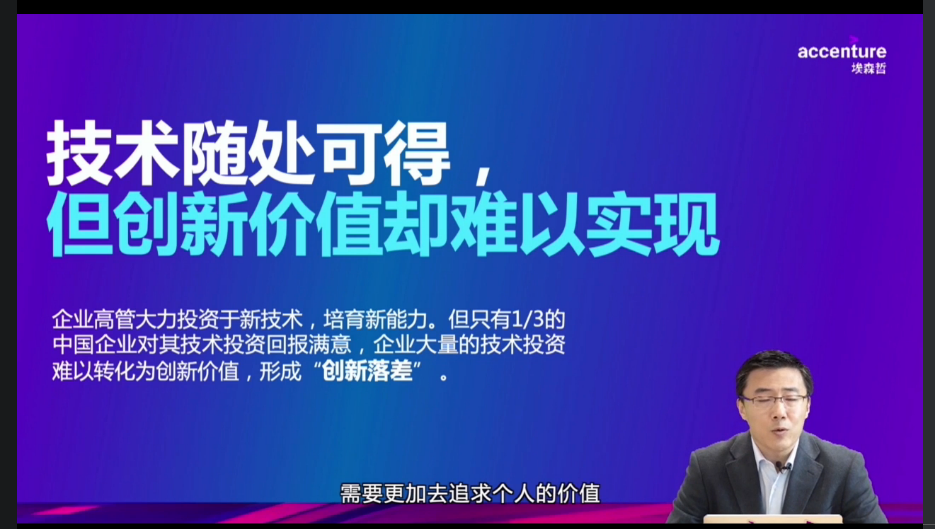 accenture
埃森哲
技术随处可得，
但创新价值却难以实现
企业高管大力投资于新技术，培育新能力。但只有1/3的
中国企业对其技术投资回报满意，企业大量的技术投资
难以转化为创新价值，形成“创新落差” 。
需要更加去追求个人的价值